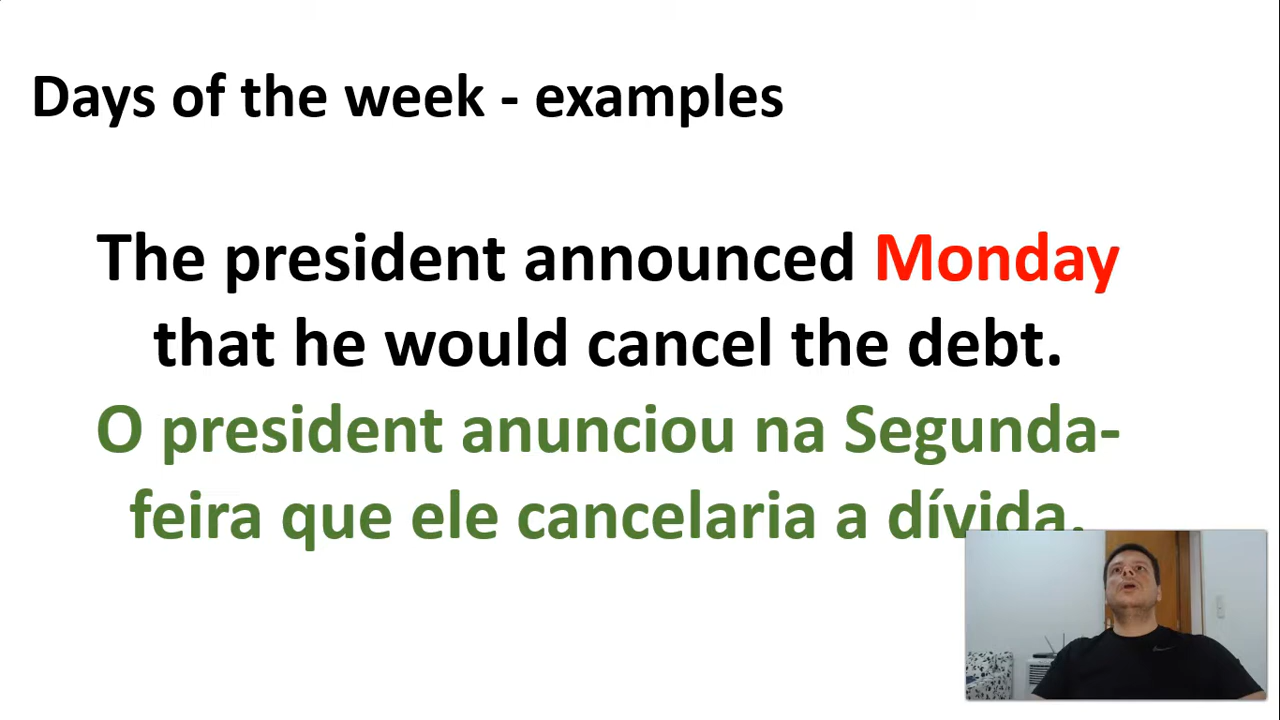 Days of the week - examples
The president announced Monday
that he would cancel the debt.
O president anunciou na Segunda-
feira que ele cancelaria a dívida.